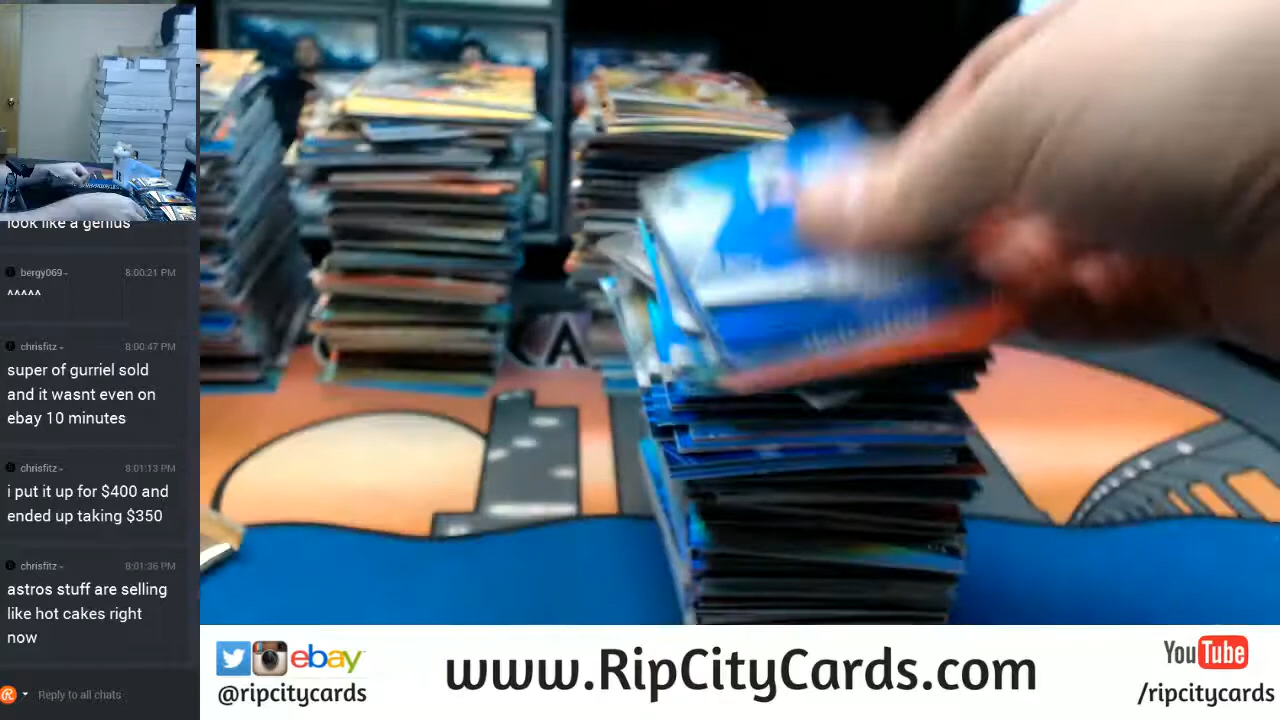 look like a genius
bergy069
8:00:21 PM
^^^^^
chrisfitz
8:00:47 PM
super of gurriel sold
and it wasnt even on
ebay 10 minutes
chrisfitz
8:01:13 PM
i put it up for $400 and
ended up taking $350
chrisfitz
8:01:36 PM
astros stuff are selling
like hot cakes right
now
Reply to all chats
A
ebay
@ripcitycards
www.RipCityCards.com
YouTube
/ripcitycards